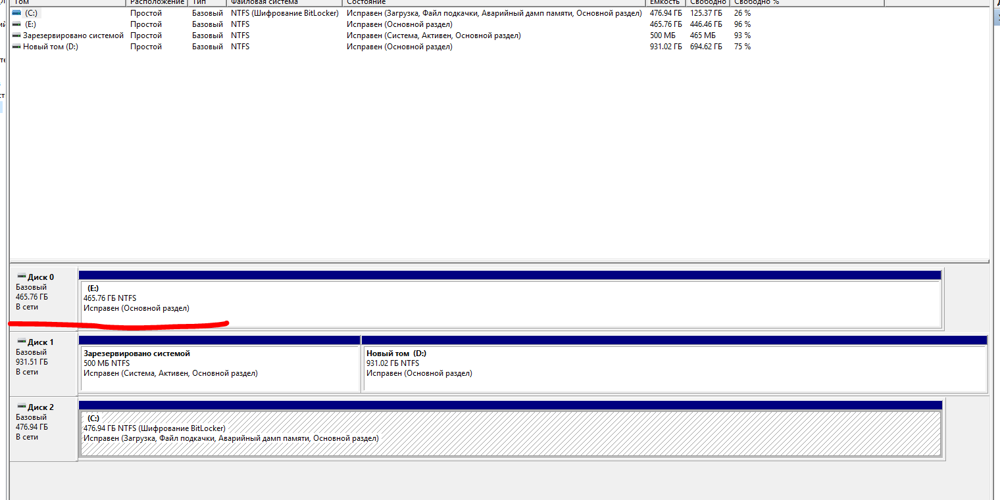 Том Расположение Тип Файловая система Состояние Емкость Свободно Свободно %
(C:) Простой Базовый NTFS (Шифрование BitLocker) Исправен (Загрузка, Файл подкачки, Аварийный дамп памяти, Основной раздел) 476.94 ГБ 125.37 ГБ 26 %
(E:) Простой Базовый NTFS Исправен (Основной раздел) 465.76 ГБ 446.46 ГБ 96 %
Зарезервировано системой Простой Базовый NTFS Исправен (Система, Активен, Основной раздел) 500 МБ 465 МБ 93 %
Новый том (D:) Простой Базовый NTFS Исправен (Основной раздел) 931.02 ГБ 694.62 ГБ 75 %
Диск 0
Базовый
465.76 ГБ
В сети
(E:)
465.76 ГБ NTFS
Исправен (Основной раздел)
Диск 1
Базовый
931.51 ГБ
В сети
Зарезервировано системой
500 МБ NTFS
Исправен (Система, Активен, Основной раздел)
Новый том (D:)
931.02 ГБ NTFS
Исправен (Основной раздел)
Диск 2
Базовый
476.94 ГБ
В сети
(C:)
476.94 ГБ NTFS (Шифрование BitLocker)
Исправен (Загрузка, Файл подкачки, Аварийный дамп памяти, Основной раздел)